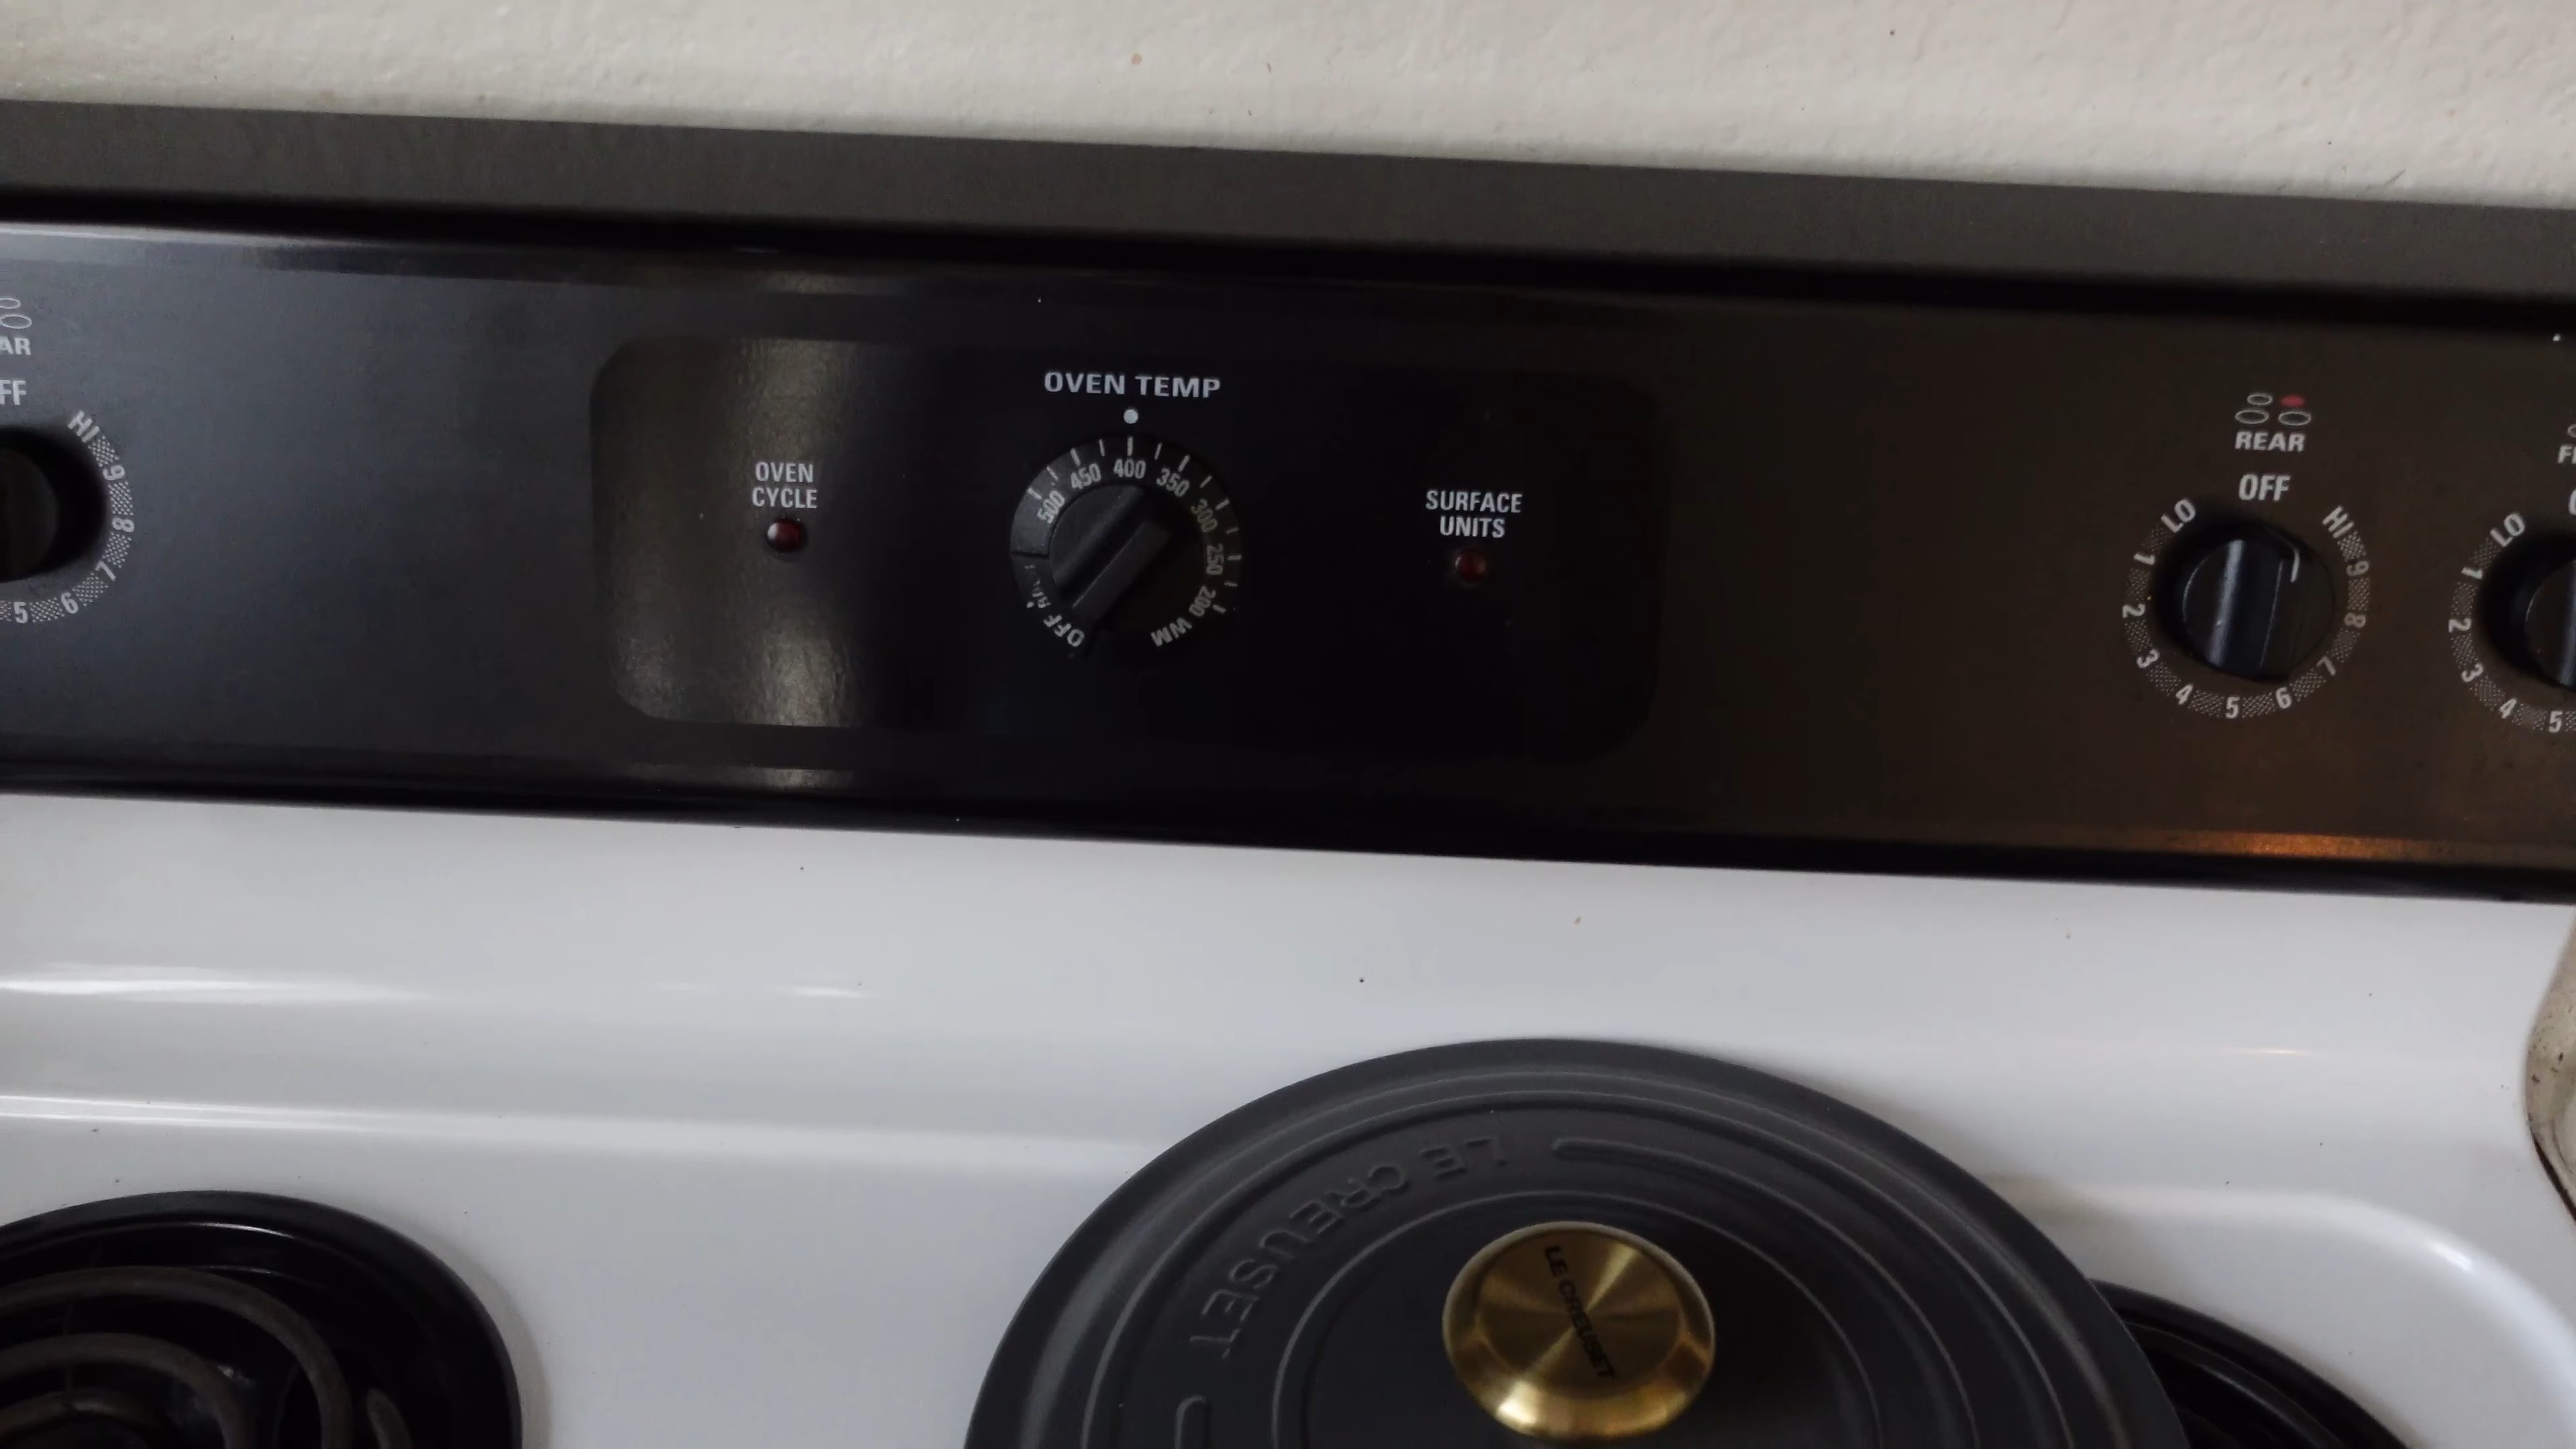 AR
FF
HI
9
8
7
6
5
OVEN TEMP
OVEN
CYCLE
500 450 400 350 300 250 200 WM
OFF
SURFACE
UNITS
REAR
OFF
LO
1
2
3
4
5
6
7
8
9
HI
LO
1
2
3
4
5
LE CREUSET
LE CREUSET